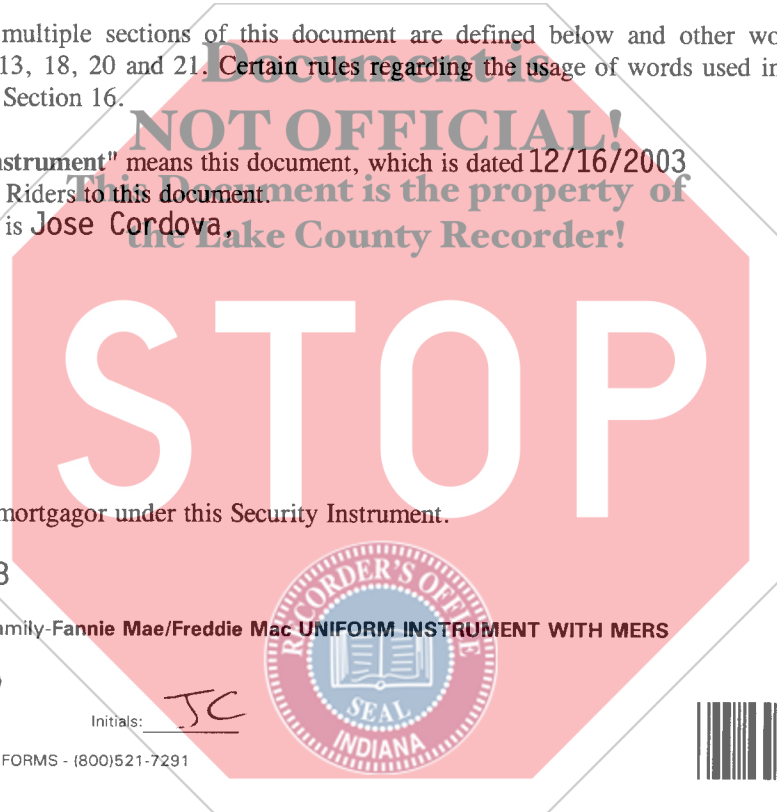 multiple sections of this document are defined below and other wo
13, 18, 20 and 21. Certain rules regarding the usage of words used in
Section 16.
Document is
NOT OFFICIAL!
This Document is the property of
the Lake County Recorder!
nstrument" means this document, which is dated 12/16/2003
Riders to this document.
is Jose Cordova,
STOP
mortgagor under this Security Instrument.
3
amily-Fannie Mae/Freddie Mac UNIFORM INSTRUMENT WITH MERS
RECORDER'S OFFICE
SEAL
INDIANA
Initials: JC
FORMS - (800)521-7291